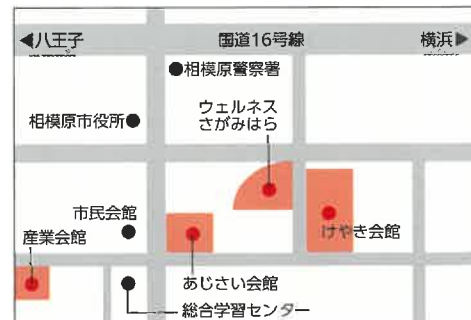 ◀八王子 国道16号線 横浜▶
●相模原警察署
相模原市役所●
ウェルネス
さがみはら
市民会館
産業会館
けやき会館
あじさい会館
総合学習センター